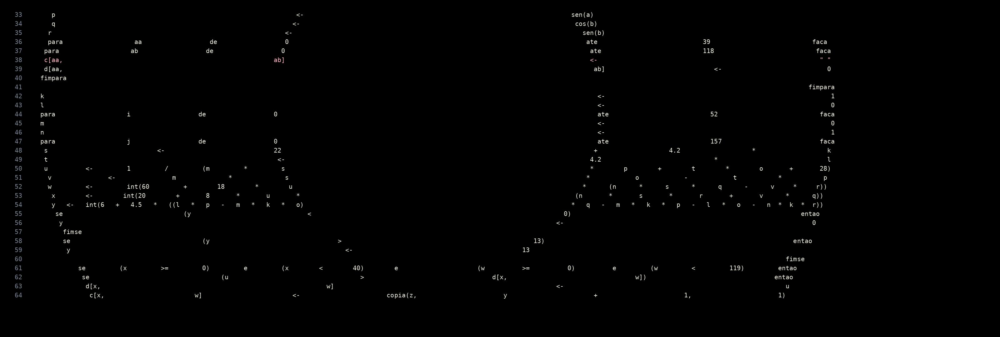 33 p <- sen(a)
34 q <- cos(b)
35 r <- sen(b)
36 para aa de 0 ate 39 faca
37 para ab de 0 ate 118 faca
38 c[aa, ab] <- " "
39 d[aa, ab] <- 0
40 fimpara
41 fimpara
42 k <- 1
43 l <- 0
44 para i de 0 ate 52 faca
45 m <- 0
46 n <- 1
47 para j de 0 ate 157 faca
48 s <- 22 + 4.2 * k
49 t <- 4.2 * l
50 u <- 1 / (m * s * p + t * o + 28)
51 v <- m * s * o - t * p
52 w <- int(60 + 18 * u * (n * s * q - v * r))
53 x <- int(20 + 8 * u * (n * s * r + v * q))
54 y <- int(6 + 4.5 * ((l * p - m * k * o) * q - m * k * p - l * o - n * k * r))
55 se (y < 0) entao
56 y <- 0
57 fimse
58 se (y > 13) entao
59 y <- 13
60 fimse
61 se (x >= 0) e (x < 40) e (w >= 0) e (w < 119) entao
62 se (u > d[x, w]) entao
63 d[x, w] <- u
64 c[x, w] <- copia(z, y + 1, 1)